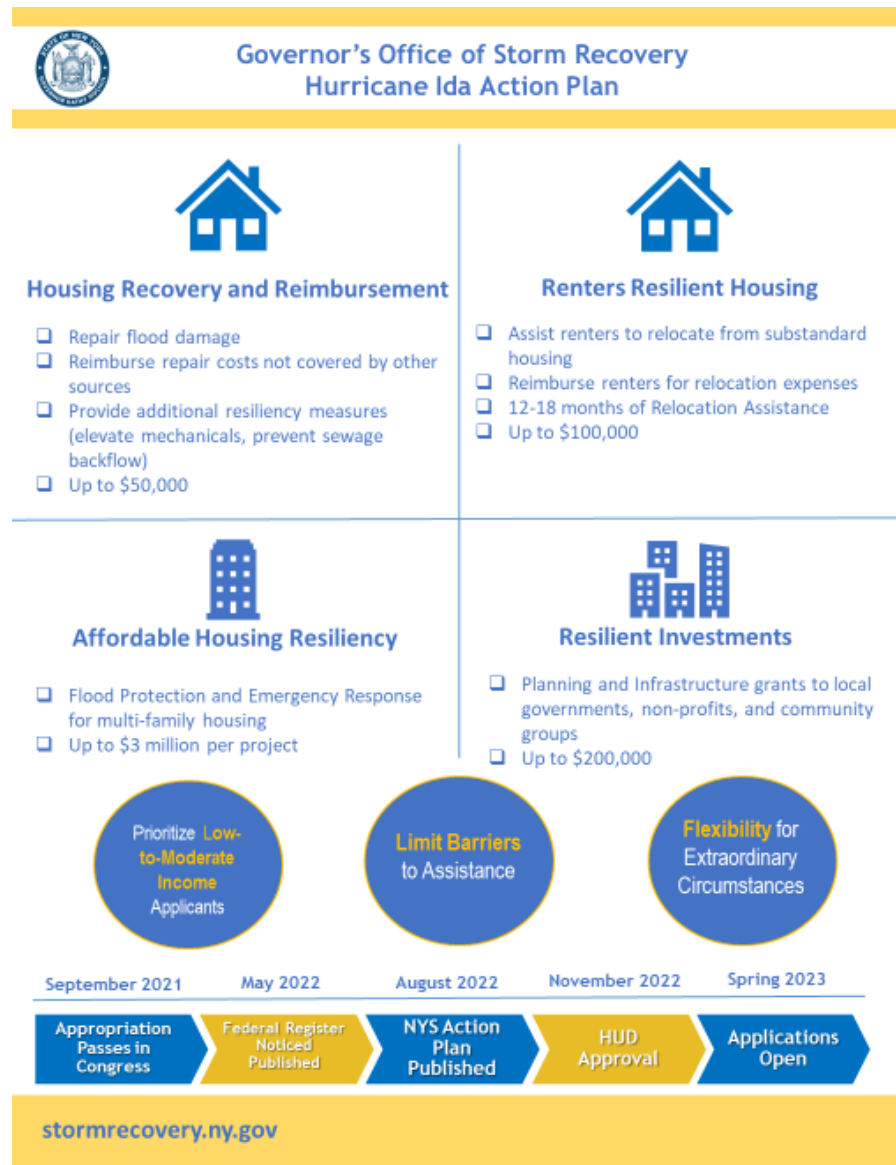 STATE OF NEW YORK
Governor's Office of Storm Recovery
Hurricane Ida Action Plan
Housing Recovery and Reimbursement
❑ Repair flood damage
❑ Reimburse repair costs not covered by other
sources
❑ Provide additional resiliency measures
(elevate mechanicals, prevent sewage
backflow)
❑ Up to $50,000
Renters Resilient Housing
❑ Assist renters to relocate from substandard
housing
❑ Reimburse renters for relocation expenses
❑ 12-18 months of Relocation Assistance
❑ Up to $100,000
Affordable Housing Resiliency
❑ Flood Protection and Emergency Response
for multi-family housing
❑ Up to $3 million per project
Resilient Investments
❑ Planning and Infrastructure grants to local
governments, non-profits, and community
groups
❑ Up to $200,000
Prioritize Low-
to-Moderate
Income
Applicants
Limit Barriers
to Assistance
Flexibility for
Extraordinary
Circumstances
September 2021
May 2022
August 2022
November 2022
Spring 2023
Appropriation
Passes in
Congress
Federal Register
Noticed
Published
NYS Action
Plan
Published
HUD
Approval
Applications
Open
stormrecovery.ny.gov